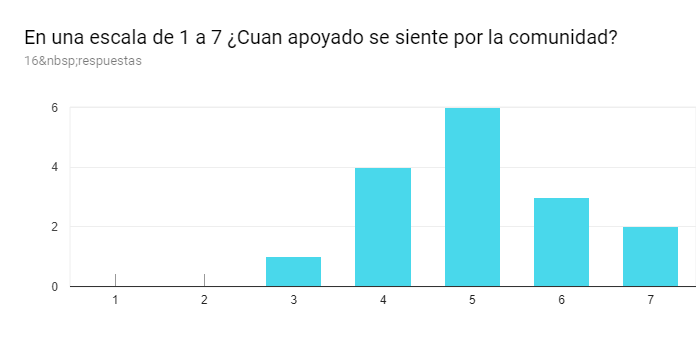 En una escala de 1 a 7 ¿Cuan apoyado se siente por la comunidad?
16&nbsp;respuestas
6
4
2
0
1 2 3 4 5 6 7